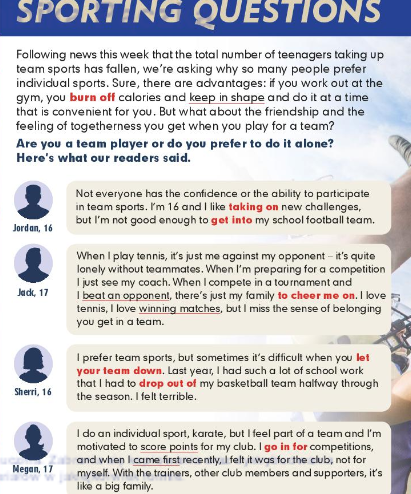 SPORTING QUESTIONS
Following news this week that the total number of teenagers taking up
team sports has fallen, we're asking why so many people prefer
individual sports. Sure, there are advantages: if you work out at the
gym, you burn off calories and keep in shape and do it at a time
that is convenient for you. But what about the friendship and the
feeling of togetherness you get when you play for a team?
Are you a team player or do you prefer to do it alone?
Here's what our readers said.
Jordan, 16
Not everyone has the confidence or the ability to participate
in team sports. I'm 16 and I like taking on new challenges,
but I'm not good enough to get into my school football team.
Jack, 17
When I play tennis, it's just me against my opponent – it's quite
lonely without teammates. When I'm preparing for a competition
I just see my coach. When I compete in a tournament and
I beat an opponent, there's just my family to cheer me on. I love
tennis, I love winning matches, but I miss the sense of belonging
you get in a team.
Sherri, 16
I prefer team sports, but sometimes it's difficult when you let
your team down. Last year, I had such a lot of school work
that I had to drop out of my basketball team halfway through
the season. I felt terrible.
Megan, 17
I do an individual sport, karate, but I feel part of a team and I'm
motivated to score points for my club. I go in for competitions,
and when I came first recently, I felt it was for the club, not for
myself. With the trainers, other club members and supporters, it's
like a big family.